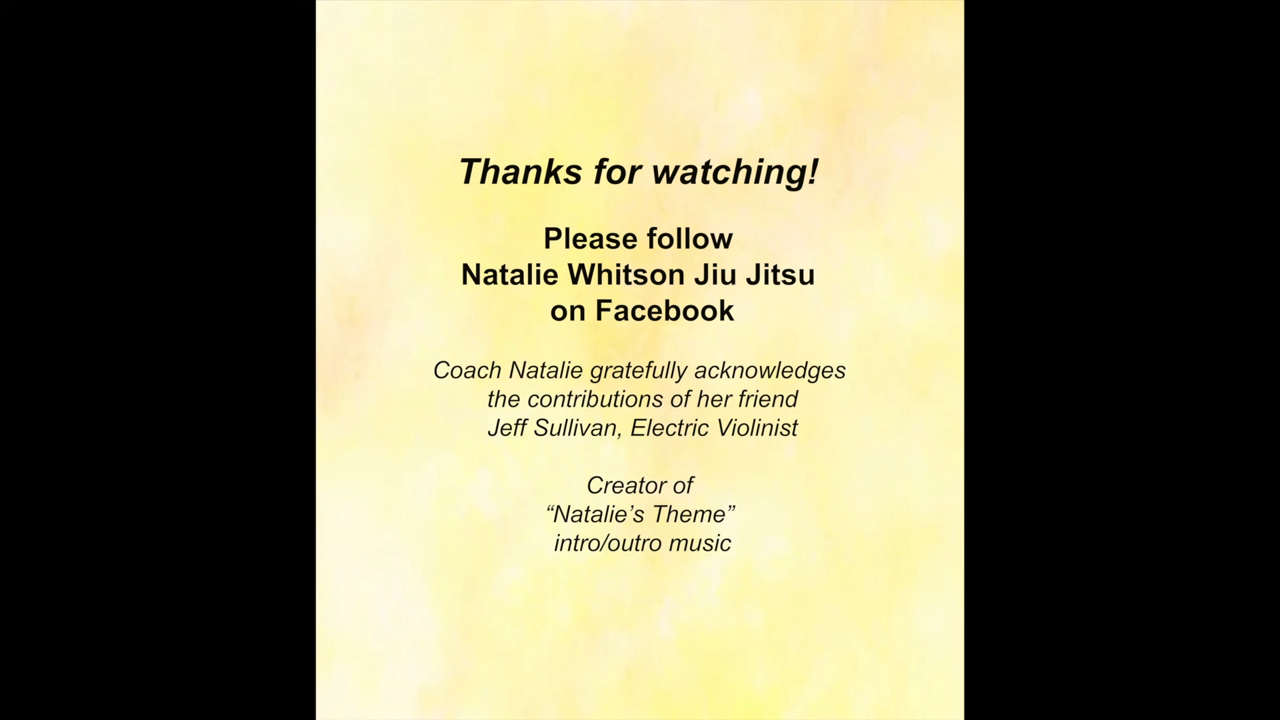 Thanks for watching!
Please follow
Natalie Whitson Jiu Jitsu
on Facebook
Coach Natalie gratefully acknowledges
the contributions of her friend
Jeff Sullivan, Electric Violinist
Creator of
“Natalie’s Theme”
intro/outro music